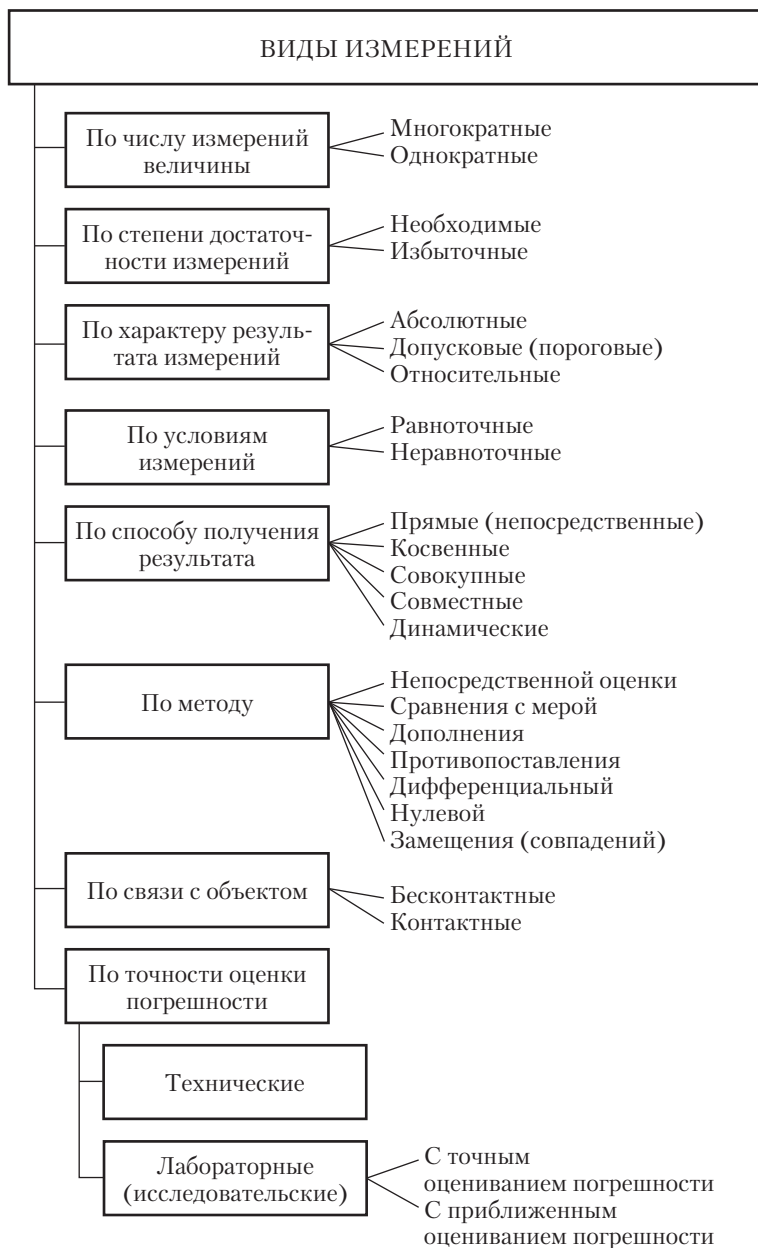 ВИДЫ ИЗМЕРЕНИЙ
По числу измерений
величины
Многократные
Однократные
По степени достаточ-
ности измерений
Необходимые
Избыточные
По характеру резуль-
тата измерений
Абсолютные
Допусковые (пороговые)
Относительные
По условиям
измерений
Равноточные
Неравноточные
По способу получения
результата
Прямые (непосредственные)
Косвенные
Совокупные
Совместные
Динамические
По методу
Непосредственной оценки
Сравнения с мерой
Дополнения
Противопоставления
Дифференциальный
Нулевой
Замещения (совпадений)
По связи с объектом
Бесконтактные
Контактные
По точности оценки
погрешности
Технические
Лабораторные
(исследовательские)
С точным
оцениванием погрешности
С приближенным
оцениванием погрешности